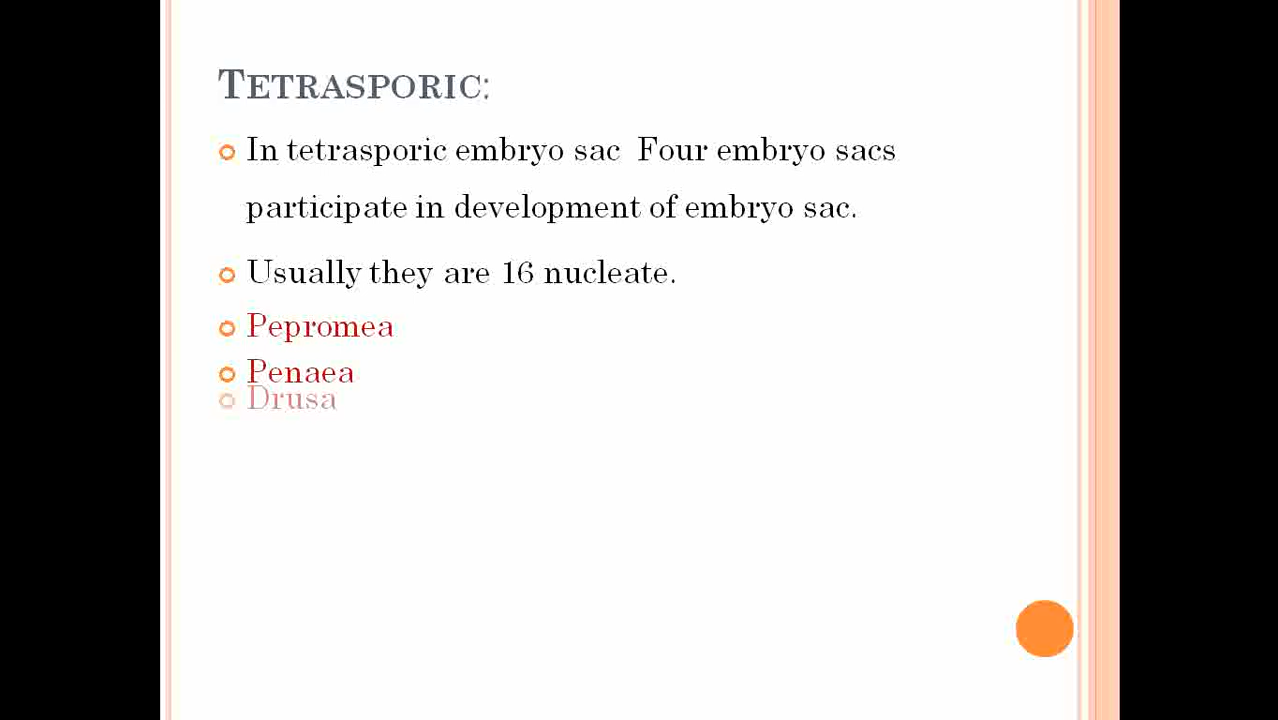 TETRASPORIC:
In tetrasporic embryo sac Four embryo sacs
participate in development of embryo sac.
Usually they are 16 nucleate.
Pepromea
Penaea
Drusa